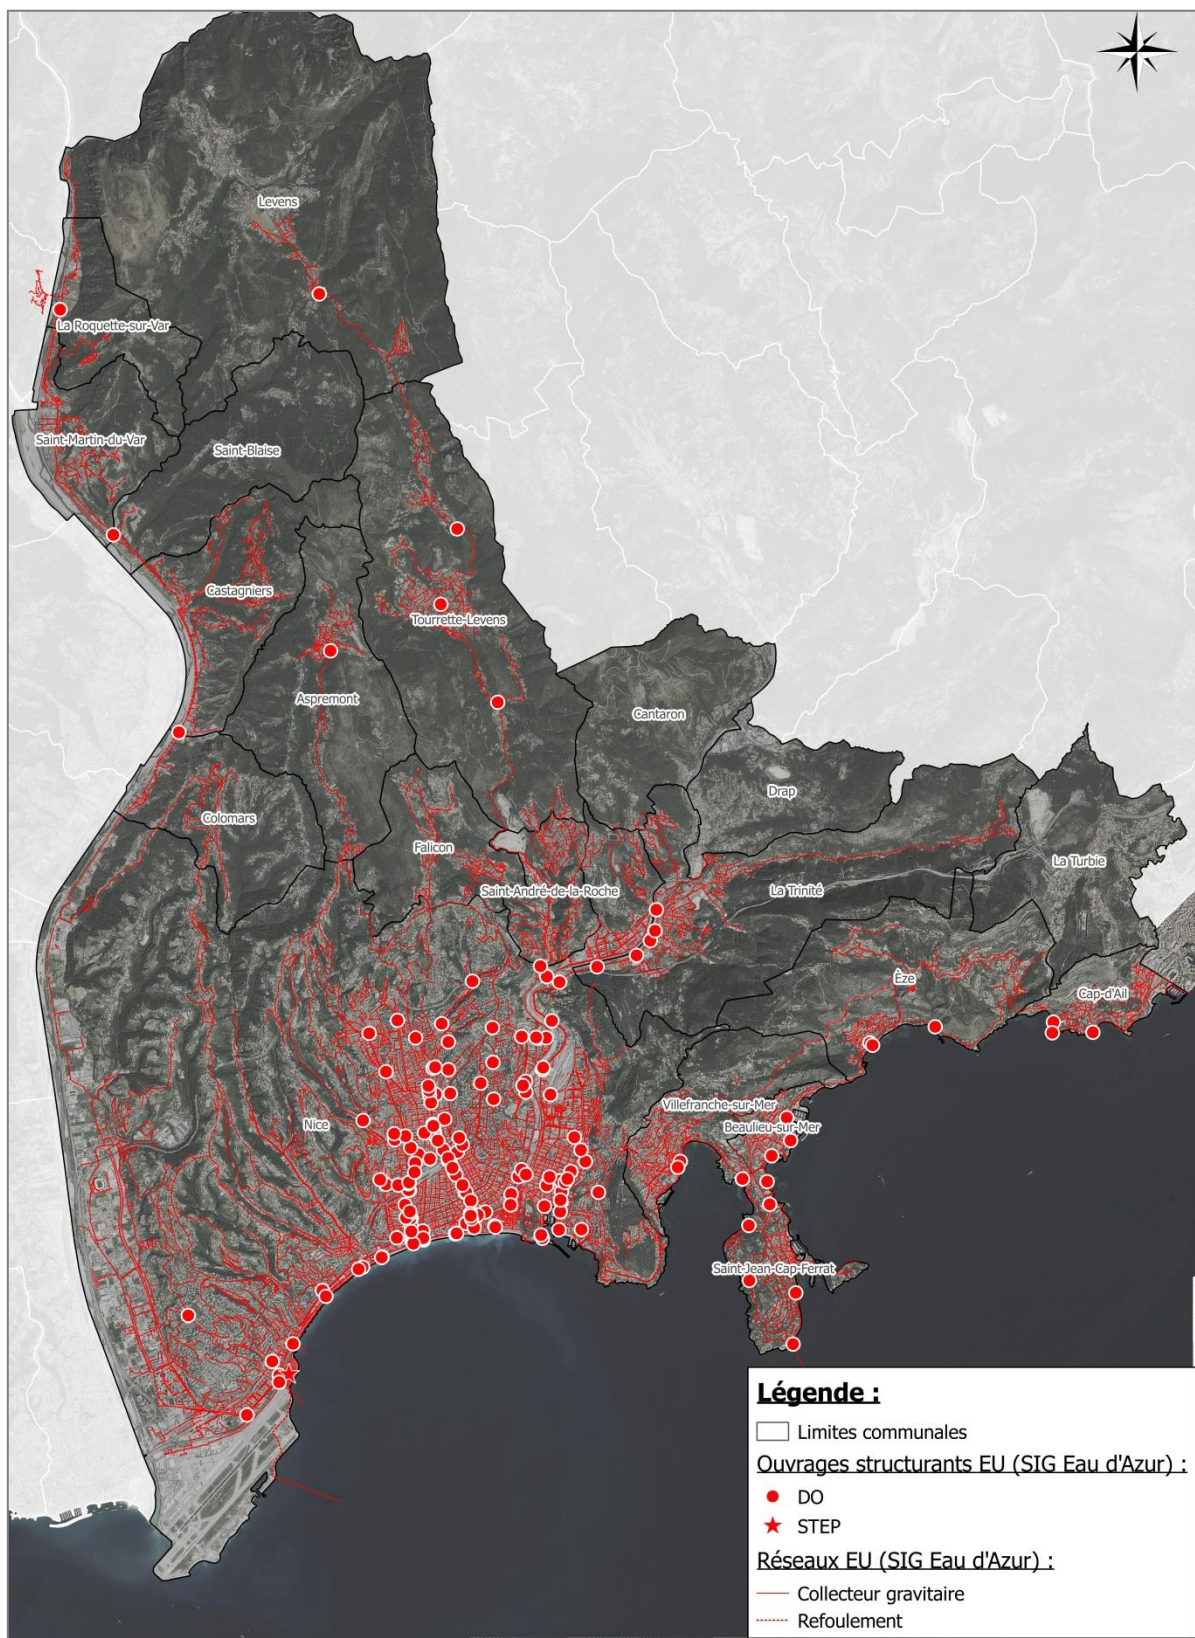 Levens
La Roquette-sur-Var
Saint-Martin-du-Var
Saint-Blaise
Castagniers
Tourrette-Levens
Aspremont
Cantaron
Drap
Colomars
Falicon
La Turbie
Saint-André-de-la-Roche
La Trinité
Èze
Cap-d'Ail
Villefranche-sur-Mer
Nice
Beaulieu-sur-Mer
Saint-Jean-Cap-Ferrat
Légende :
Limites communales
Ouvrages structurants EU (SIG Eau d'Azur) :
DO
STEP
Réseaux EU (SIG Eau d'Azur) :
Collecteur gravitaire
Refoulement